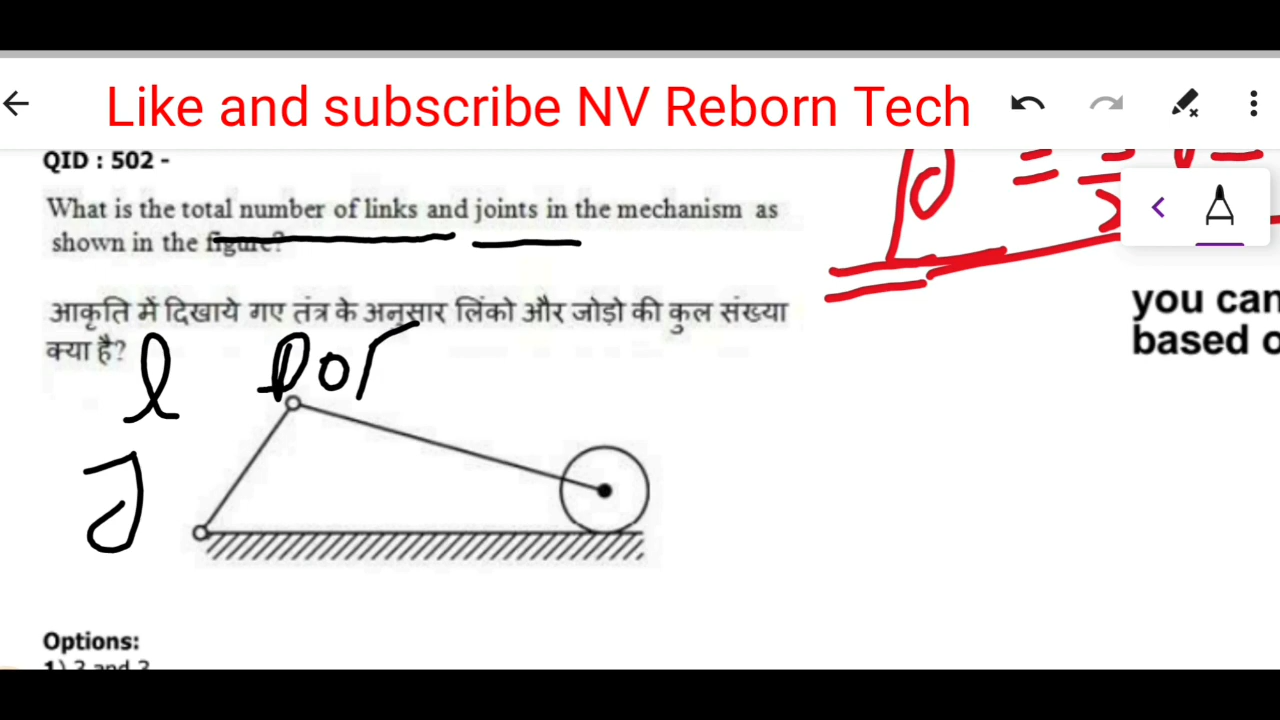 Like and subscribe NV Reborn Tech
QID : 502 -
What is the total number of links and joints in the mechanism as
shown in the figure?
you can
based o
आकृति में दिखाये गए तंत्र के अनुसार लिंको और जोड़ो की कुल संख्या
क्या है?
l
DOF
J
Options: